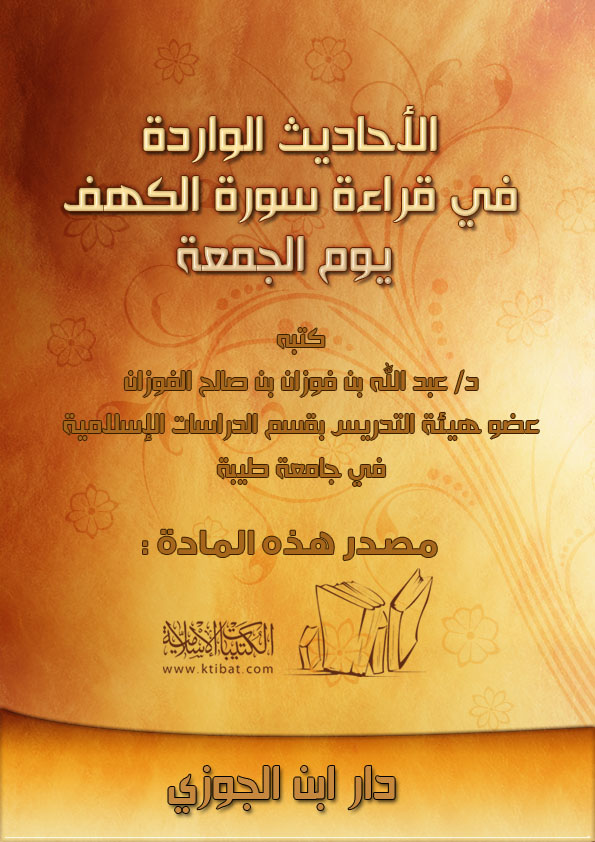 الأحاديث الواردة
في قراءة سورة الكهف
يوم الجمعة
كتبه
د/ عبد الله بن فوزان بن صالح الفوزان
عضو هيئة التدريس بقسم الدراسات الإسلامية
في جامعة طيبة
مصدر هذه المادة :
الكتيبات الإسلامية
www.ktibat.com
دار ابن الجوزي